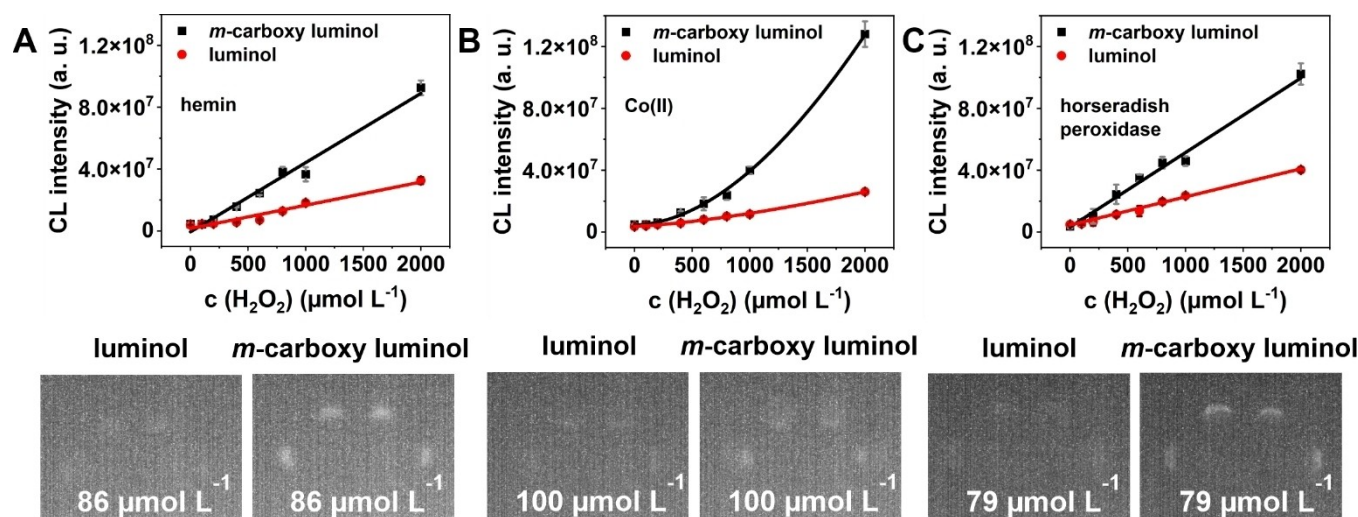 A
■ m-carboxy luminol
● luminol
hemin
CL intensity (a. u.)
1.2×10⁸
8.0×10⁷
4.0×10⁷
0
0 500 1000 1500 2000
c (H₂O₂) (µmol L⁻¹)
luminol m-carboxy luminol
86 µmol L⁻¹ 86 µmol L⁻¹
B
■ m-carboxy luminol
● luminol
Co(II)
CL intensity (a. u.)
1.2×10⁸
8.0×10⁷
4.0×10⁷
0
0 500 1000 1500 2000
c (H₂O₂) (µmol L⁻¹)
luminol m-carboxy luminol
100 µmol L⁻¹ 100 µmol L⁻¹
C
■ m-carboxy luminol
● luminol
horseradish
peroxidase
CL intensity (a. u.)
1.2×10⁸
8.0×10⁷
4.0×10⁷
0
0 500 1000 1500 2000
c (H₂O₂) (µmol L⁻¹)
luminol m-carboxy luminol
79 µmol L⁻¹ 79 µmol L⁻¹